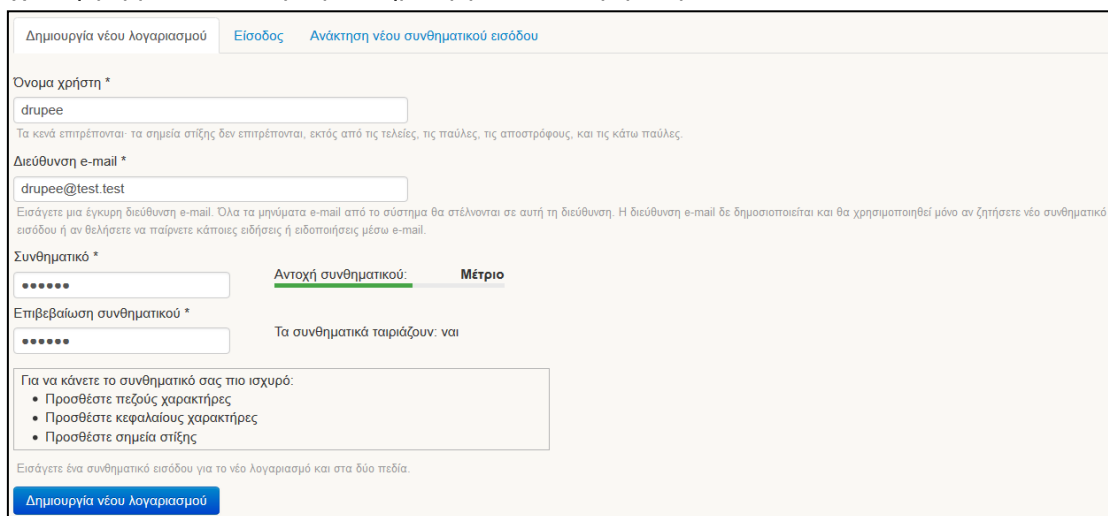 Δημιουργία νέου λογαριασμού Είσοδος Ανάκτηση νέου συνθηματικού εισόδου
Όνομα χρήστη *
drupee
Τα κενά επιτρέπονται· τα σημεία στίξης δεν επιτρέπονται, εκτός από τις τελείες, τις παύλες, τις αποστρόφους, και τις κάτω παύλες.
Διεύθυνση e-mail *
drupee@test.test
Εισάγετε μια έγκυρη διεύθυνση e-mail. Όλα τα μηνύματα e-mail από το σύστημα θα στέλνονται σε αυτή τη διεύθυνση. Η διεύθυνση e-mail δε δημοσιοποιείται και θα χρησιμοποιηθεί μόνο αν ζητήσετε νέο συνθηματικό
εισόδου ή αν θελήσετε να παίρνετε κάποιες ειδήσεις ή ειδοποιήσεις μέσω e-mail.
Συνθηματικό *
Αντοχή συνθηματικού: Μέτριο
Επιβεβαίωση συνθηματικού *
Τα συνθηματικά ταιριάζουν: ναι
Για να κάνετε το συνθηματικό σας πιο ισχυρό:
• Προσθέστε πεζούς χαρακτήρες
• Προσθέστε κεφαλαίους χαρακτήρες
• Προσθέστε σημεία στίξης
Εισάγετε ένα συνθηματικό εισόδου για το νέο λογαριασμό και στα δύο πεδία.
Δημιουργία νέου λογαριασμού